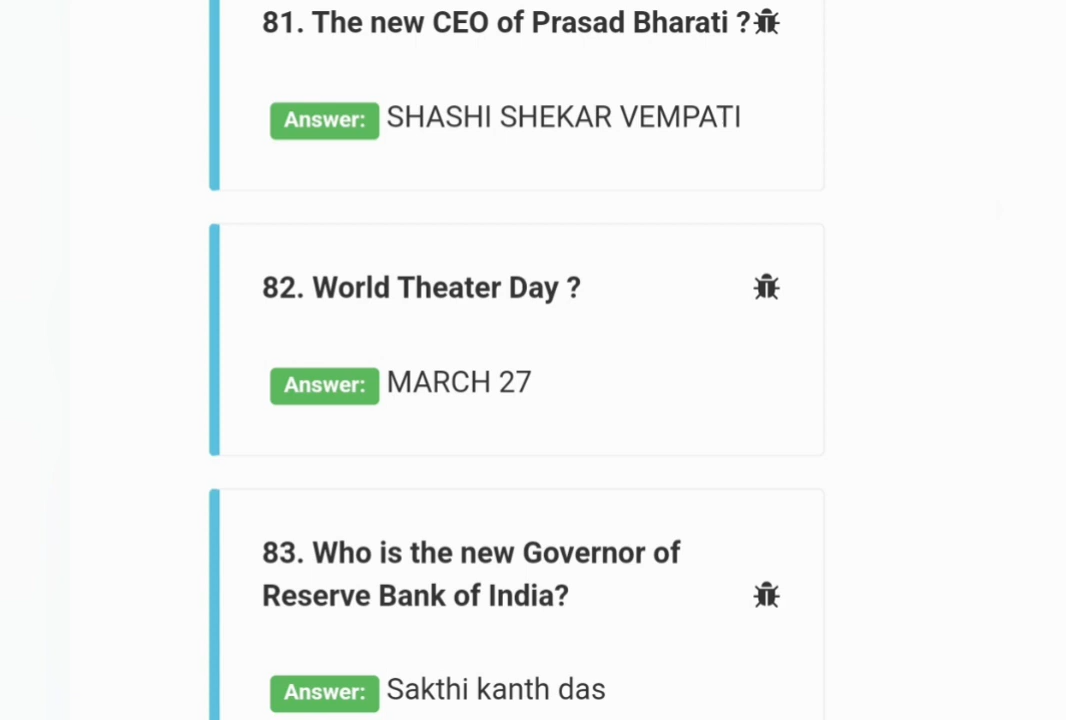 81. The new CEO of Prasad Bharati ?
Answer: SHASHI SHEKAR VEMPATI
82. World Theater Day ?
Answer: MARCH 27
83. Who is the new Governor of
Reserve Bank of India?
Answer: Sakthi kanth das